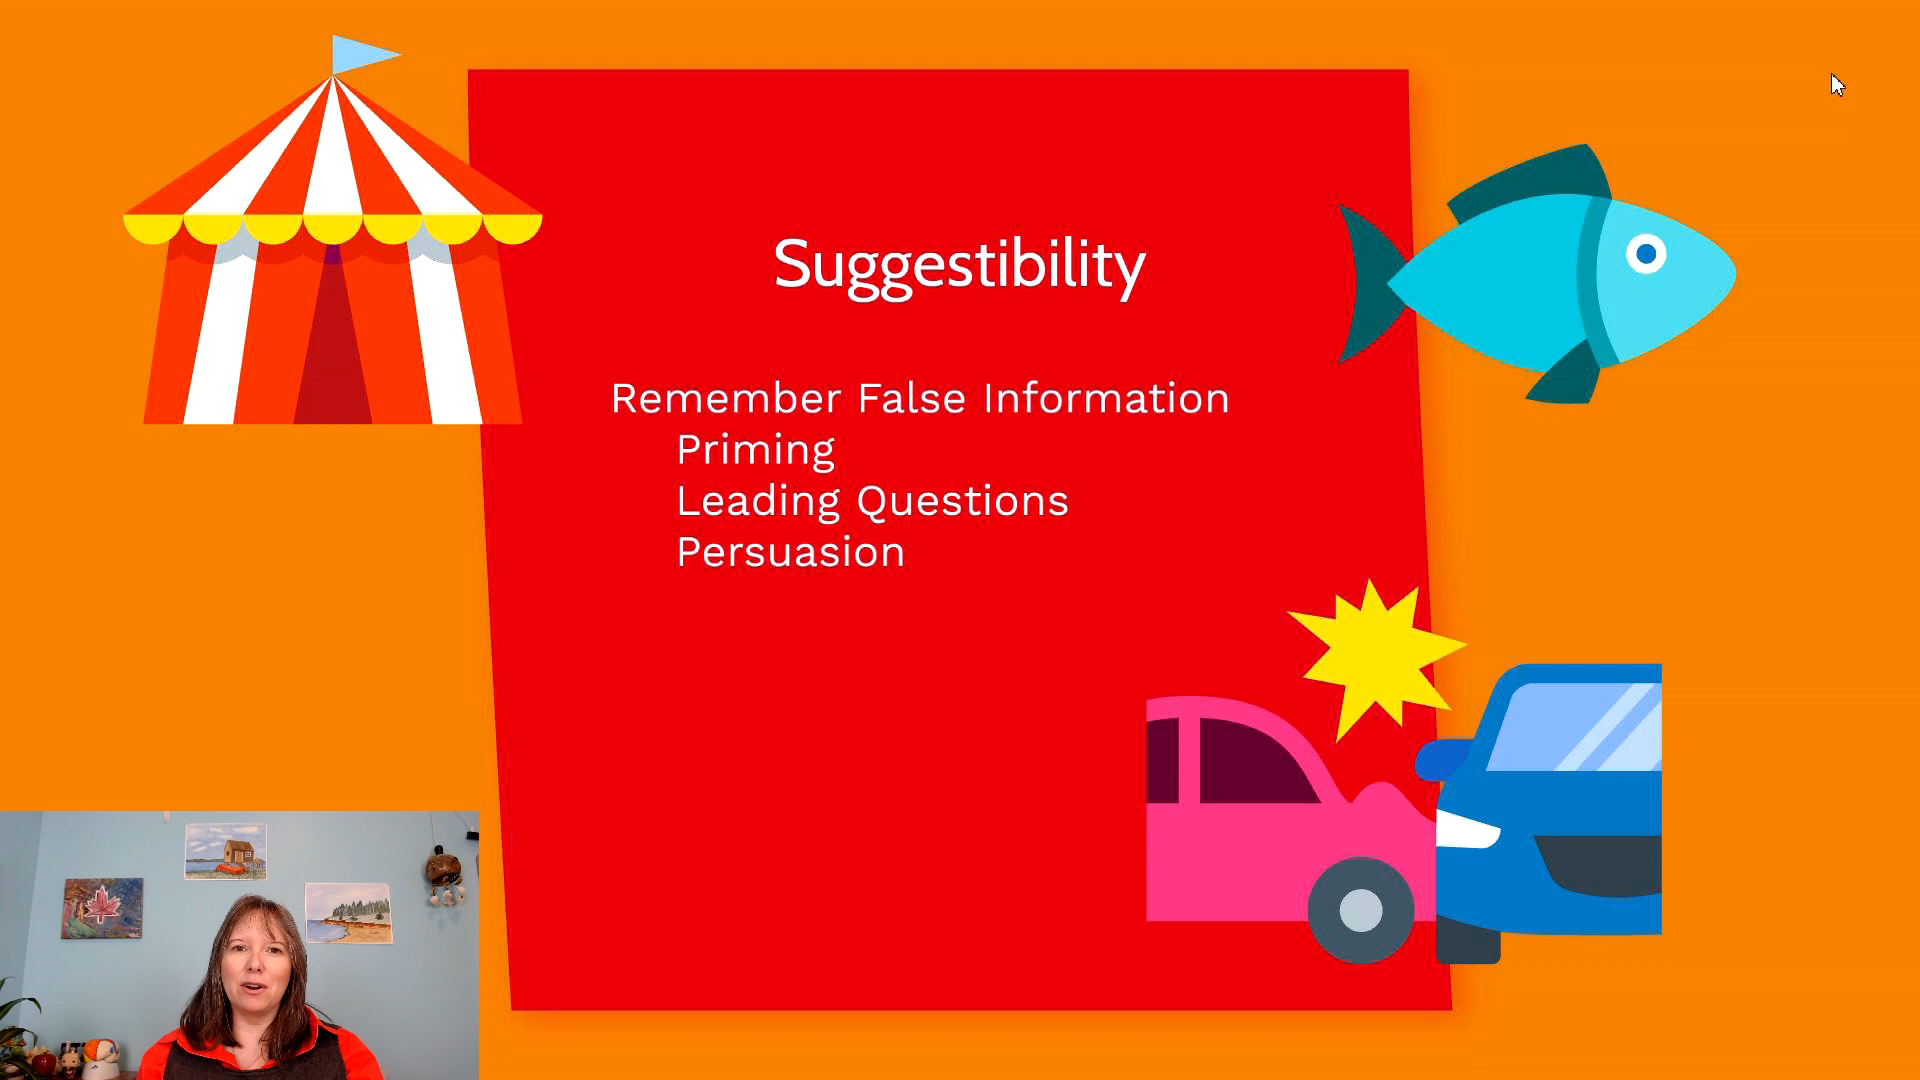 Suggestibility
Remember False Information
Priming
Leading Questions
Persuasion